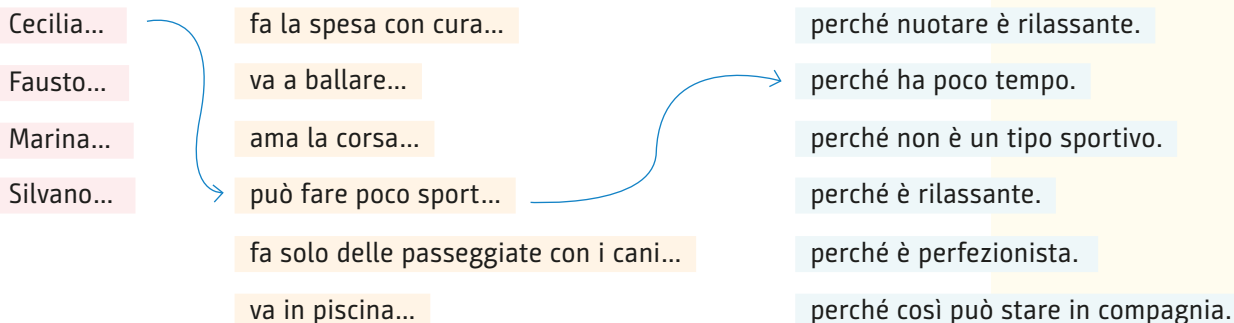 Cecilia... fa la spesa con cura... perché nuotare è rilassante.
Fausto... va a ballare... perché ha poco tempo.
Marina... ama la corsa... perché non è un tipo sportivo.
Silvano... può fare poco sport... perché è rilassante.
fa solo delle passeggiate con i cani... perché è perfezionista.
va in piscina... perché così può stare in compagnia.